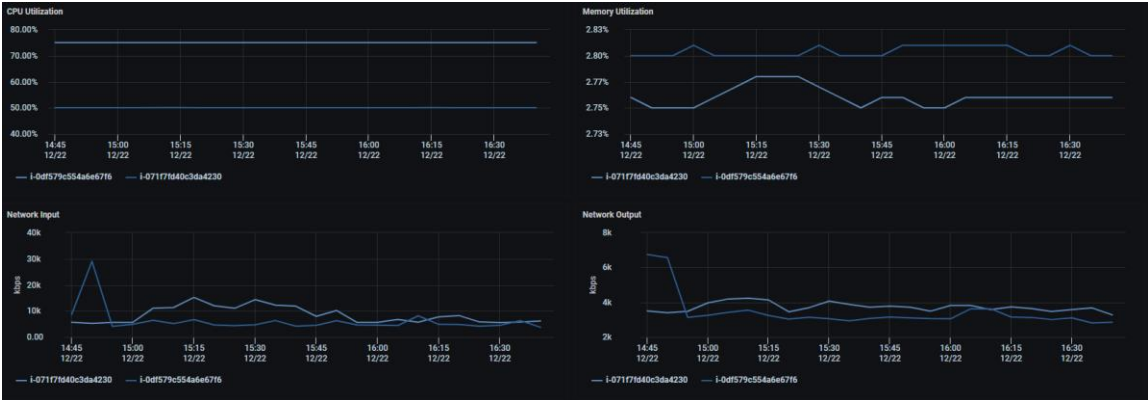 CPU Utilization
80.00%
70.00%
60.00%
50.00%
40.00%
14:45 15:00 15:15 15:30 15:45 16:00 16:15 16:30
12/22 12/22 12/22 12/22 12/22 12/22 12/22 12/22
i-0df579c554a6e67f6 i-071f7fd40c3da4230
Memory Utilization
2.83%
2.80%
2.77%
2.75%
2.73%
14:45 15:00 15:15 15:30 15:45 16:00 16:15 16:30
12/22 12/22 12/22 12/22 12/22 12/22 12/22 12/22
i-071f7fd40c3da4230 i-0df579c554a6e67f6
Network Input
40k
30k
20k
10k
0.00
kbps
14:45 15:00 15:15 15:30 15:45 16:00 16:15 16:30
12/22 12/22 12/22 12/22 12/22 12/22 12/22 12/22
i-071f7fd40c3da4230 i-0df579c554a6e67f6
Network Output
8k
6k
4k
2k
kbps
14:45 15:00 15:15 15:30 15:45 16:00 16:15 16:30
12/22 12/22 12/22 12/22 12/22 12/22 12/22 12/22
i-071f7fd40c3da4230 i-0df579c554a6e67f6